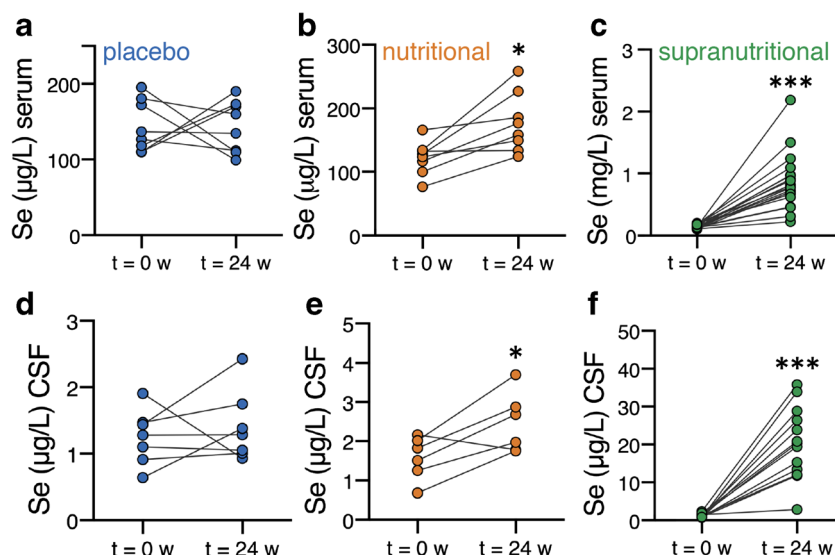 a placebo
Se (µg/L) serum
200
100
0
t = 0 w t = 24 w
b nutritional
*
Se (µg/L) serum
300
200
100
0
t = 0 w t = 24 w
c supranutritional
***
Se (mg/L) serum
3
2
1
0
t = 0 w t = 24 w
d
Se (µg/L) CSF
3
2
1
0
t = 0 w t = 24 w
e
*
Se (µg/L) CSF
5
4
3
2
1
0
t = 0 w t = 24 w
f
***
Se (µg/L) CSF
50
40
30
20
10
0
t = 0 w t = 24 w